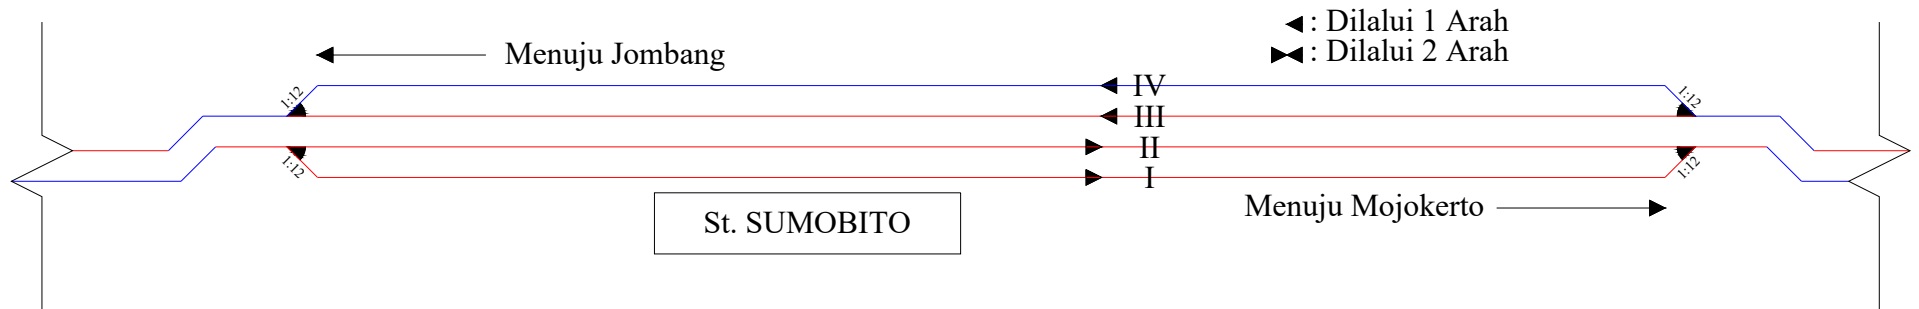 : Dilalui 1 Arah
Menuju Jombang
: Dilalui 2 Arah
1:12
IV
1:12
III
II
1:12
I
1:12
St. SUMOBITO
Menuju Mojokerto